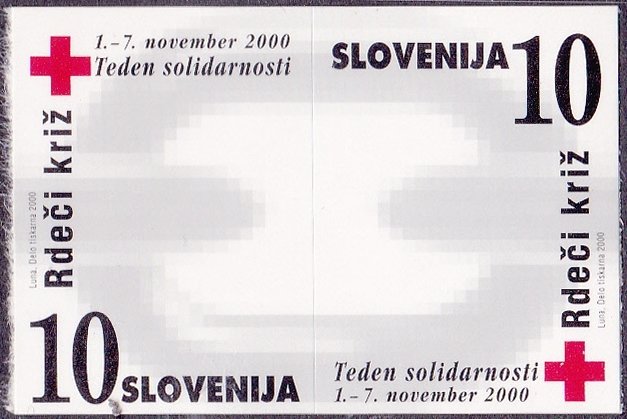 1.–7. november 2000
Teden solidarnosti
Rdeči križ
Luna, Delo tiskarna 2000
10 SLOVENIJA
SLOVENIJA 10
Rdeči križ
Luna, Delo tiskarna 2000
Teden solidarnosti
1.–7. november 2000